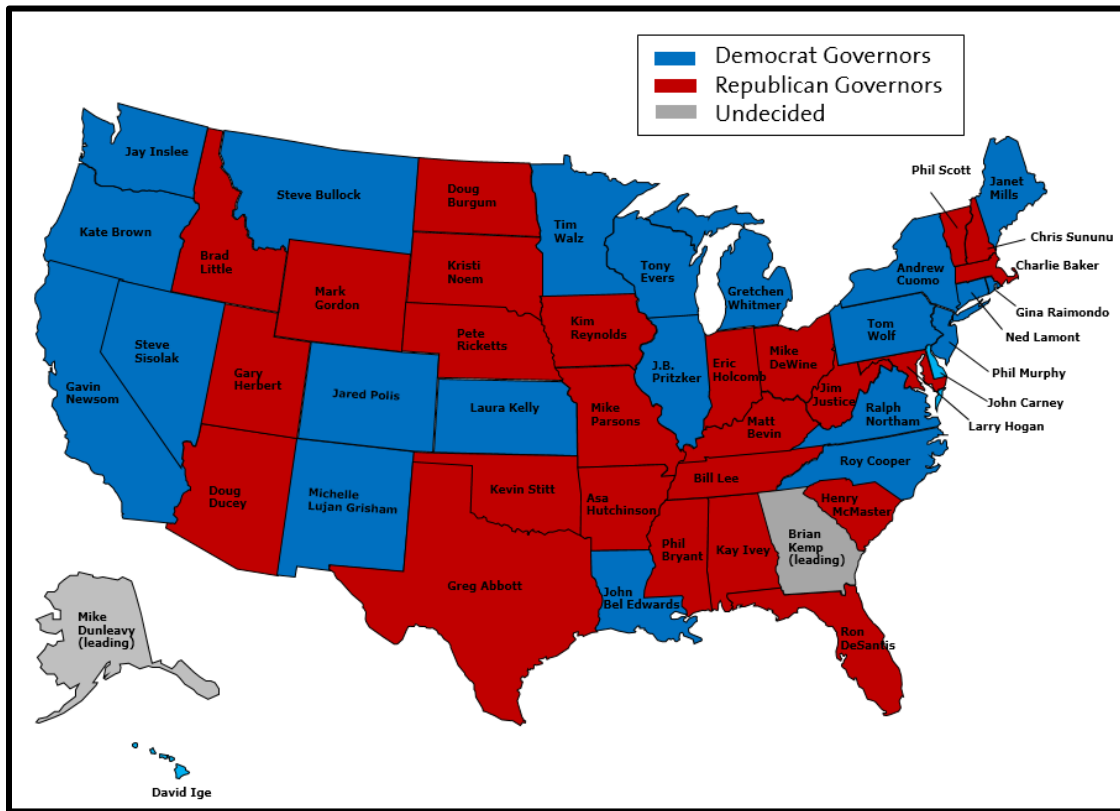 Democrat Governors
Republican Governors
Undecided
Jay Inslee
Steve Bullock
Doug
Burgum
Tim
Walz
Phil Scott
Janet
Mills
Kate Brown
Brad
Little
Mark
Gordon
Kristi
Noem
Tony
Evers
Gretchen
Whitmer
Andrew
Cuomo
Chris Sununu
Charlie Baker
Gina Raimondo
Ned Lamont
Steve
Sisolak
Gary
Herbert
Pete
Ricketts
Kim
Reynolds
Tom
Wolf
Gavin
Newsom
Jared Polis
Laura Kelly
J.B.
Pritzker
Eric
Holcomb
Mike
DeWine
Jim
Justice
Phil Murphy
John Carney
Larry Hogan
Mike
Parsons
Matt
Bevin
Ralph
Northam
Roy Cooper
Doug
Ducey
Michelle
Lujan Grisham
Kevin Stitt
Asa
Hutchinson
Bill Lee
Henry
McMaster
Greg Abbott
Phil
Bryant
Kay Ivey
Brian
Kemp
(leading)
John
Bel Edwards
Ron
DeSantis
Mike
Dunleavy
(leading)
David Ige